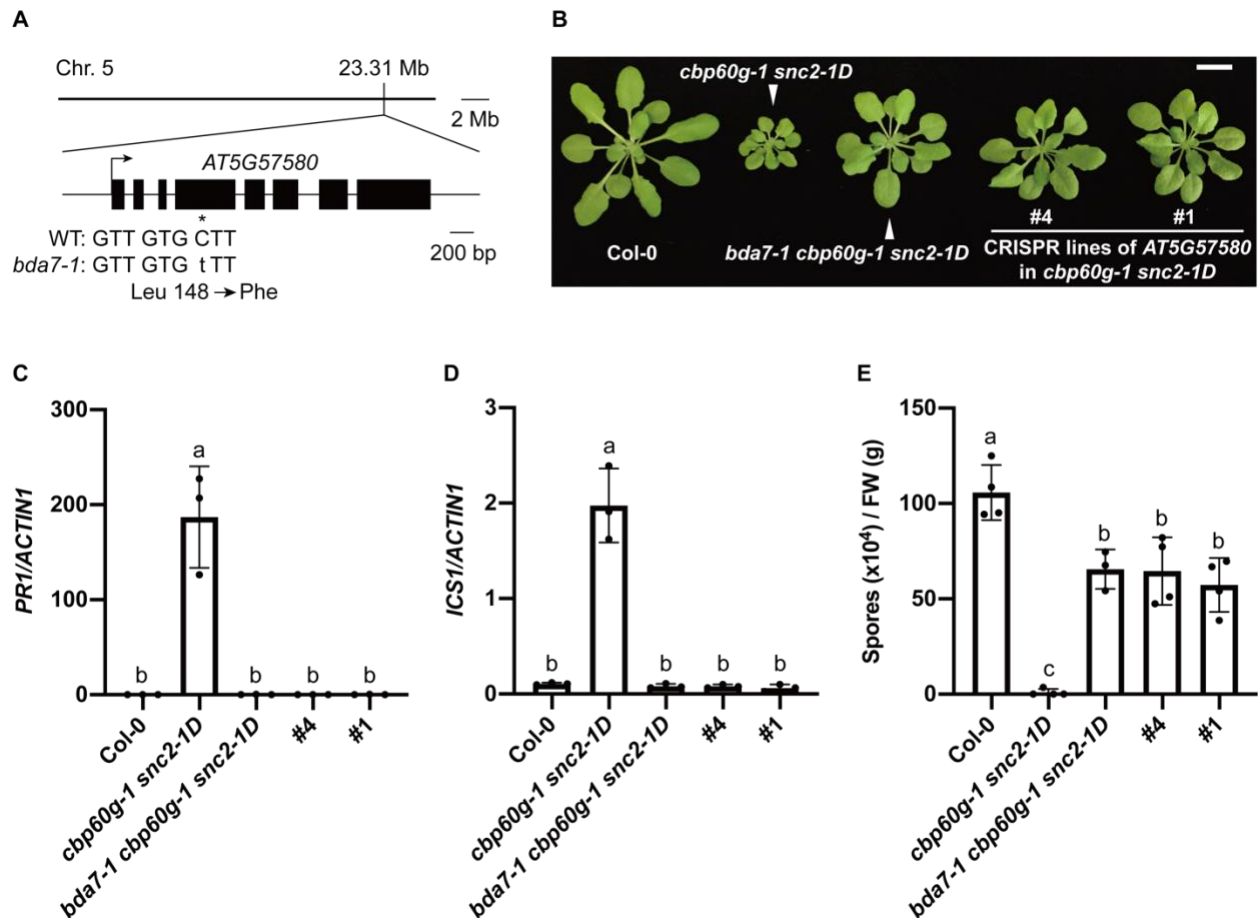 A
Chr. 5
23.31 Mb
2 Mb
AT5G57580
*
WT: GTT GTG CTT
bda7-1: GTT GTG tTT
200 bp
Leu 148 → Phe
B
cbp60g-1 snc2-1D
Col-0
bda7-1 cbp60g-1 snc2-1D
#4
#1
CRISPR lines of AT5G57580
in cbp60g-1 snc2-1D
C
PR1/ACTIN1
300
200
100
0
b
a
b
b
b
Col-0
cbp60g-1 snc2-1D
bda7-1 cbp60g-1 snc2-1D
#4
#1
D
ICS1/ACTIN1
3
2
1
0
b
a
b
b
b
Col-0
cbp60g-1 snc2-1D
bda7-1 cbp60g-1 snc2-1D
#4
#1
E
Spores (x10⁴) / FW (g)
150
100
50
0
a
c
b
b
b
Col-0
cbp60g-1 snc2-1D
bda7-1 cbp60g-1 snc2-1D
#4
#1